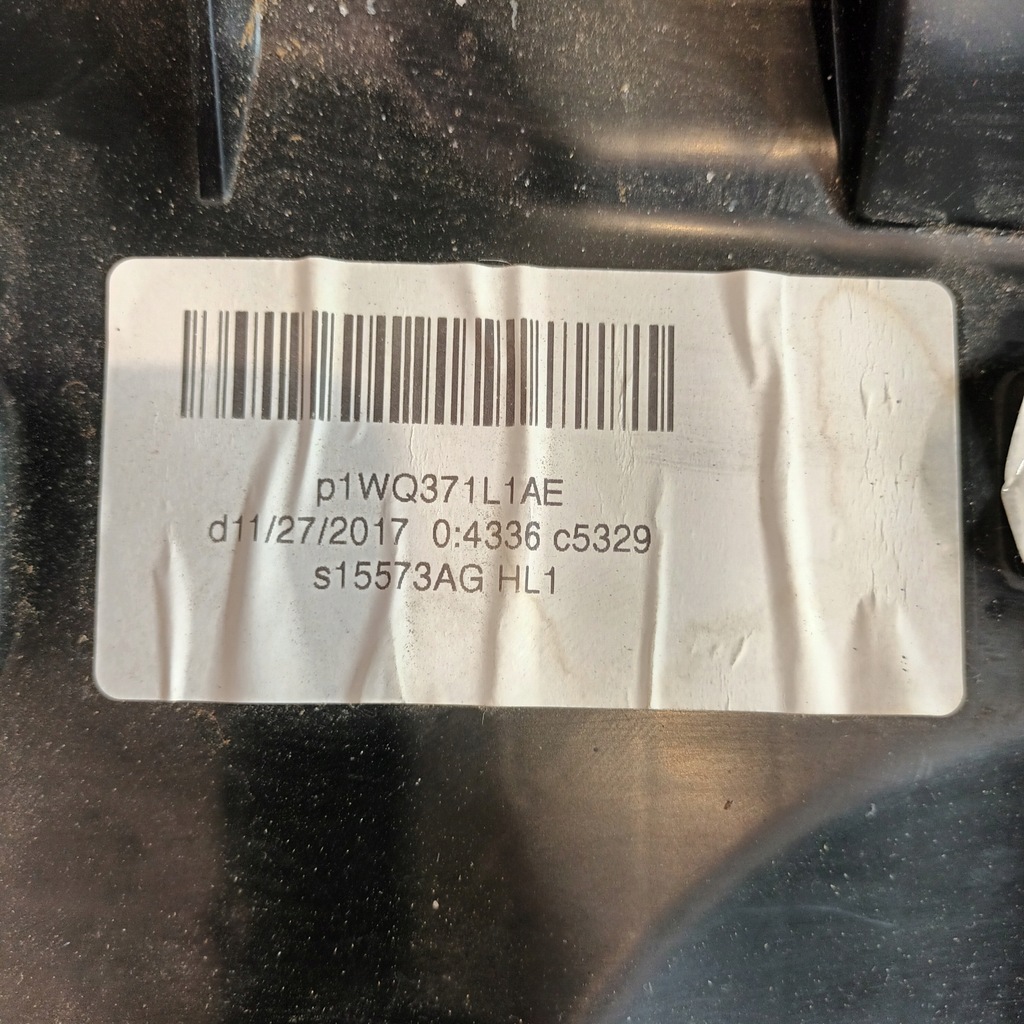 p1WQ371L1AE
d11/27/2017 0:4336 c5329
s15573AG HL1